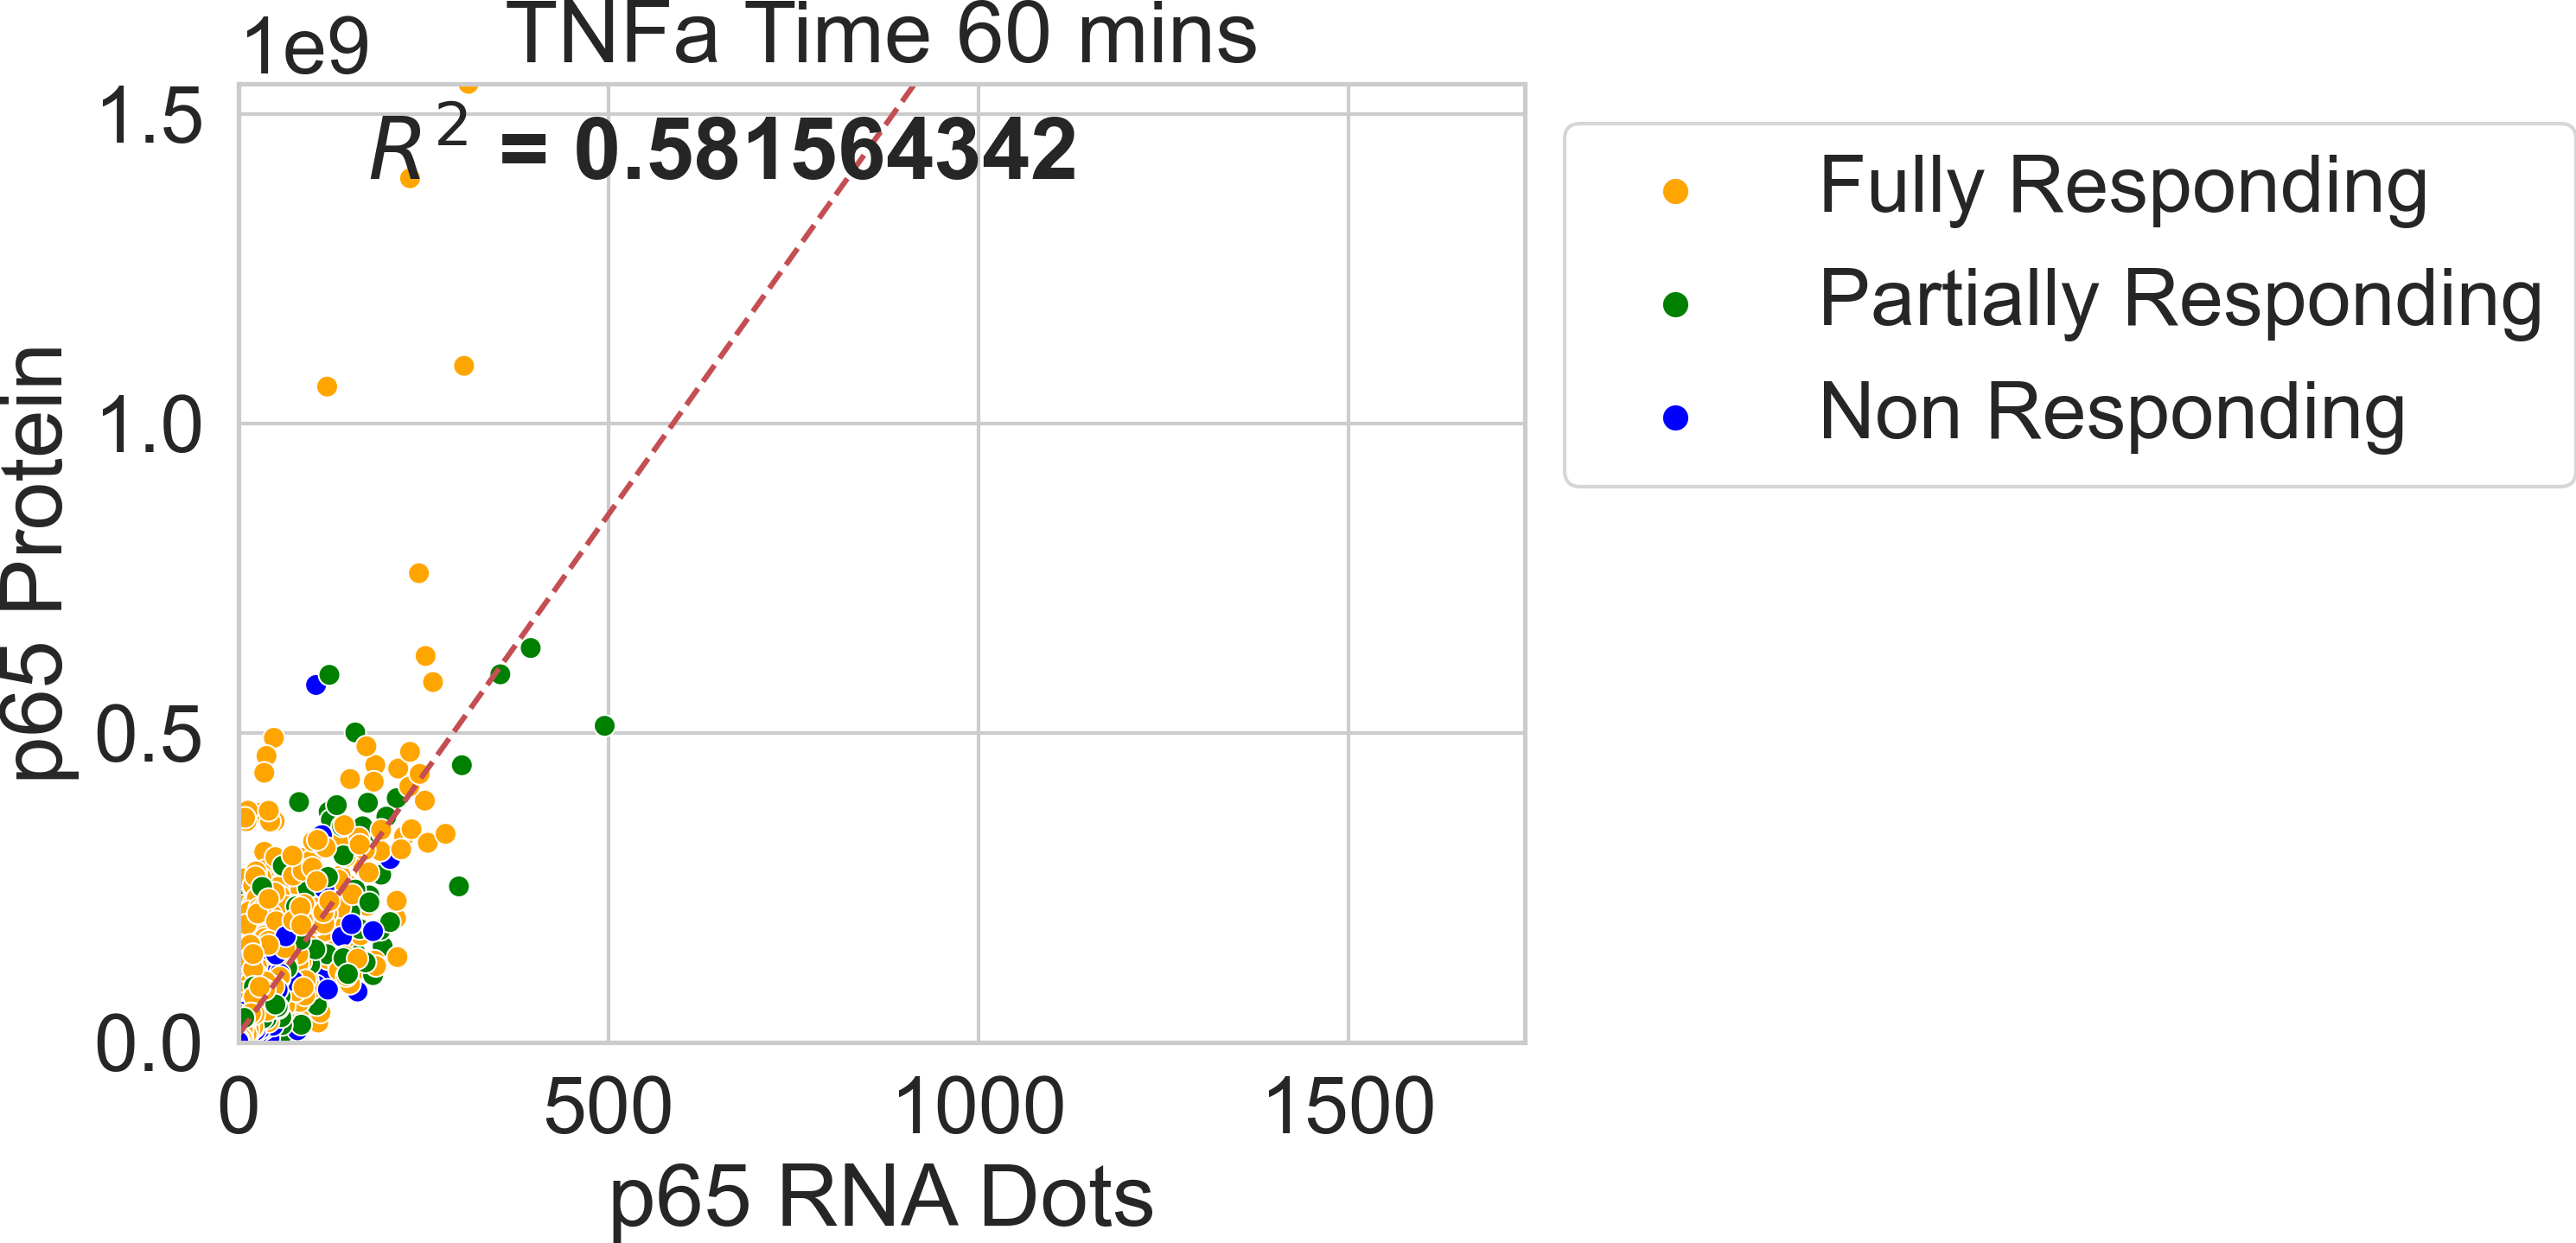 TNFa Time 60 mins
1e9
R² = 0.581564342
1.5
1.0
0.5
0.0
p65 Protein
0 500 1000 1500
p65 RNA Dots
Fully Responding
Partially Responding
Non Responding